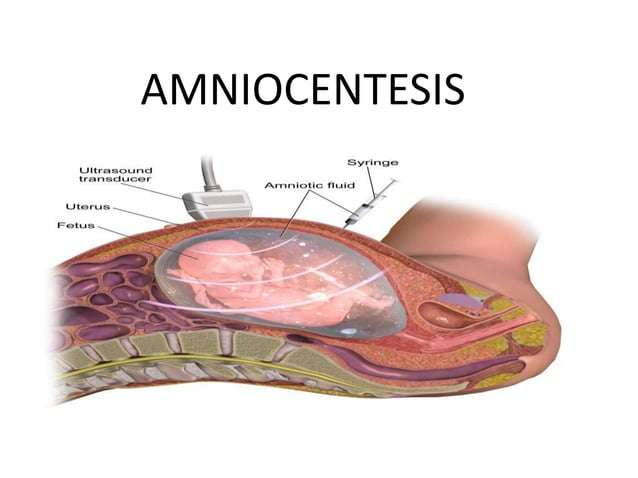 AMNIOCENTESIS
Syringe
Ultrasound
transducer
Amniotic fluid
Uterus
Fetus